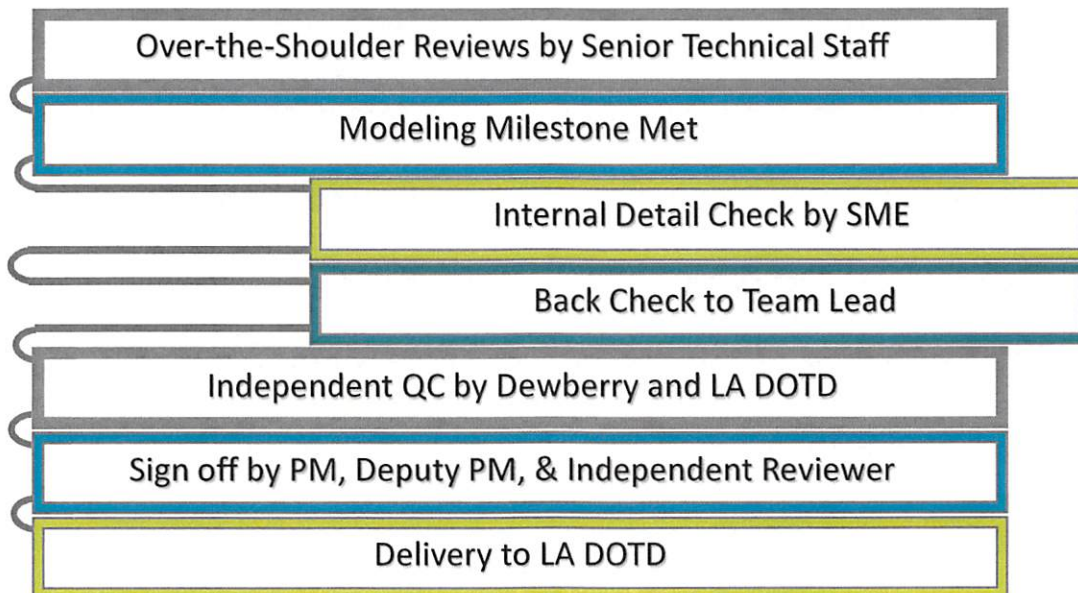 Over-the-Shoulder Reviews by Senior Technical Staff
Modeling Milestone Met
Internal Detail Check by SME
Back Check to Team Lead
Independent QC by Dewberry and LA DOTD
Sign off by PM, Deputy PM, & Independent Reviewer
Delivery to LA DOTD